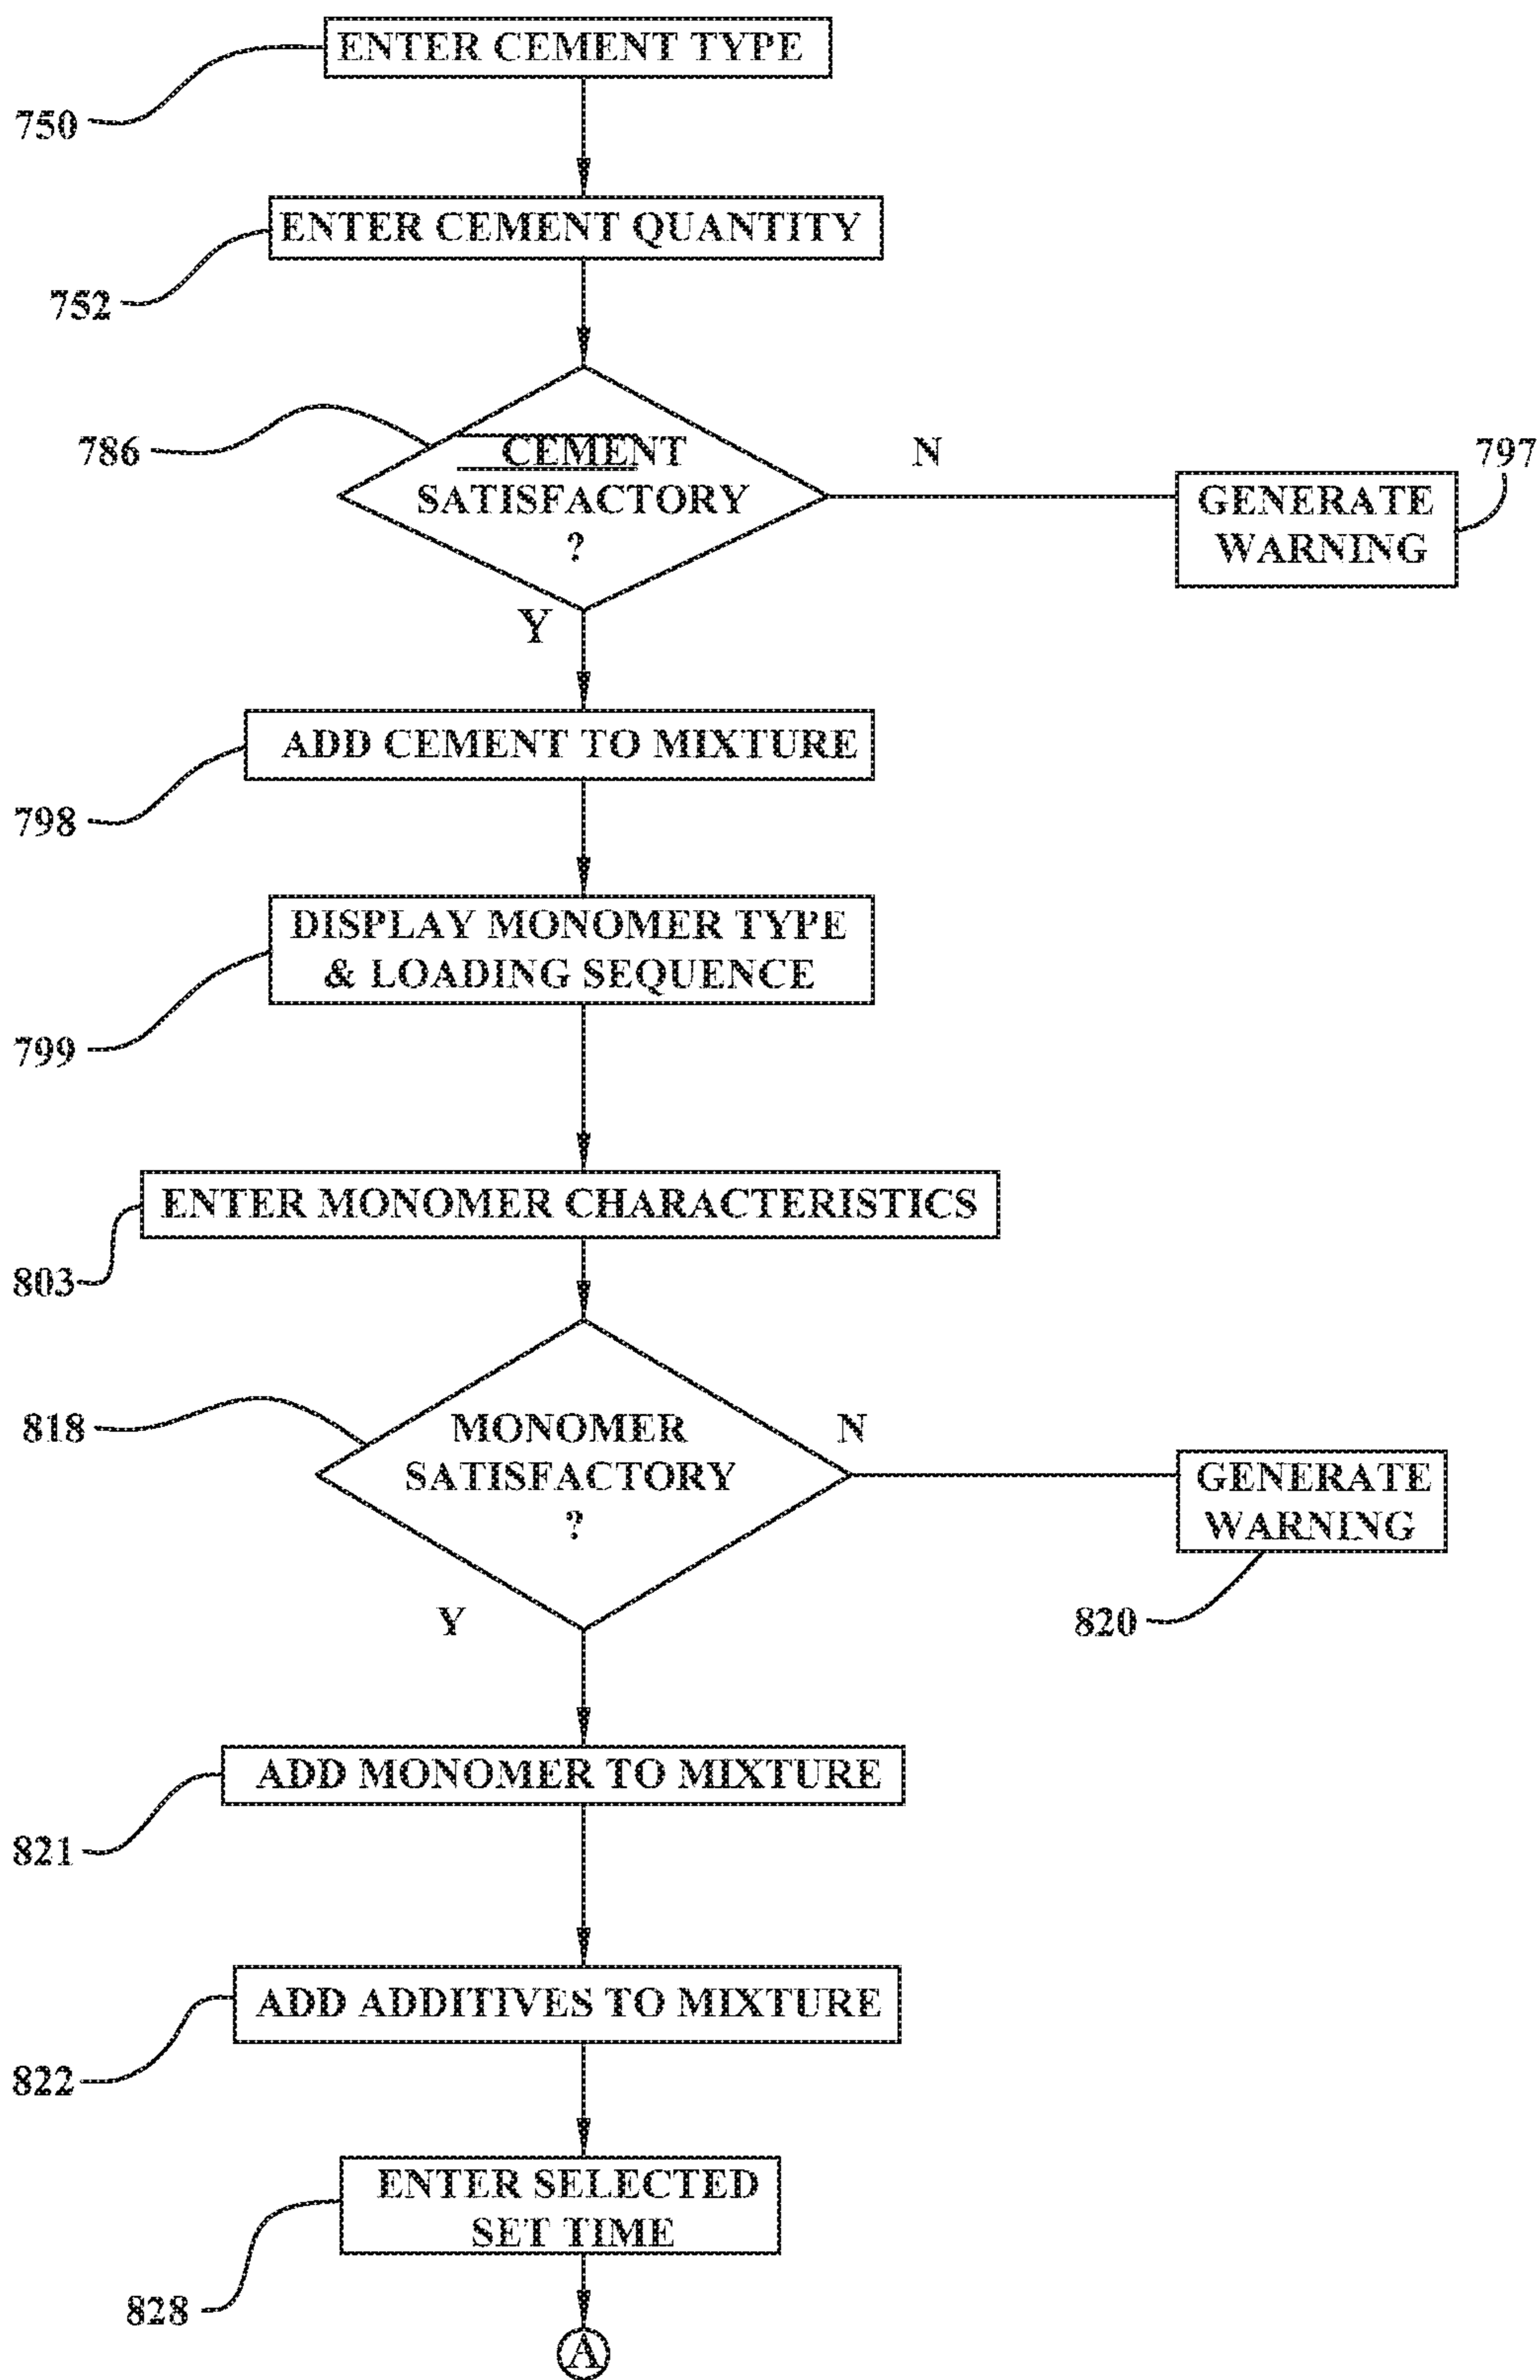 ENTER CEMENT TYPE
750
ENTER CEMENT QUANTITY
752
786
CEMENT
SATISFACTORY
?
N
797
GENERATE
WARNING
Y
ADD CEMENT TO MIXTURE
798
DISPLAY MONOMER TYPE
& LOADING SEQUENCE
799
ENTER MONOMER CHARACTERISTICS
803
818
MONOMER
SATISFACTORY
?
N
GENERATE
WARNING
820
Y
ADD MONOMER TO MIXTURE
821
ADD ADDITIVES TO MIXTURE
822
ENTER SELECTED
SET TIME
828
A